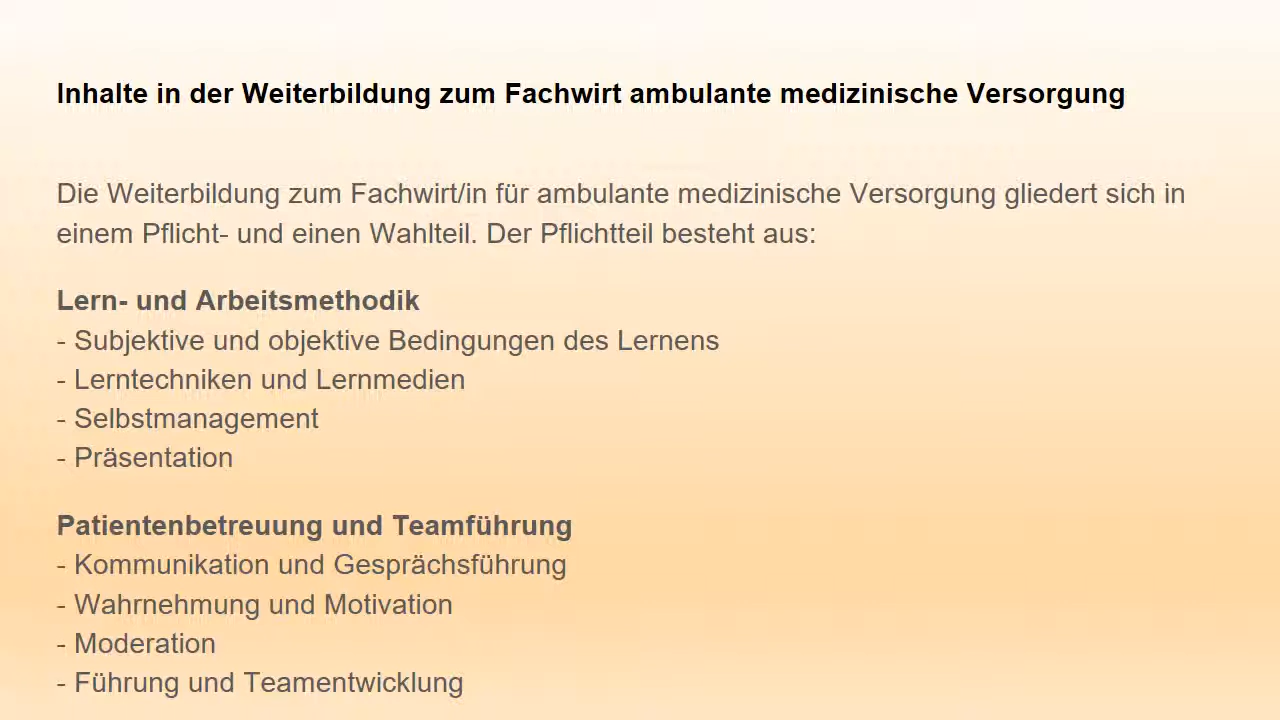 Inhalte in der Weiterbildung zum Fachwirt ambulante medizinische Versorgung
Die Weiterbildung zum Fachwirt/in für ambulante medizinische Versorgung gliedert sich in
einem Pflicht- und einen Wahlteil. Der Pflichtteil besteht aus:
Lern- und Arbeitsmethodik
- Subjektive und objektive Bedingungen des Lernens
- Lerntechniken und Lernmedien
- Selbstmanagement
- Präsentation
Patientenbetreuung und Teamführung
- Kommunikation und Gesprächsführung
- Wahrnehmung und Motivation
- Moderation
- Führung und Teamentwicklung